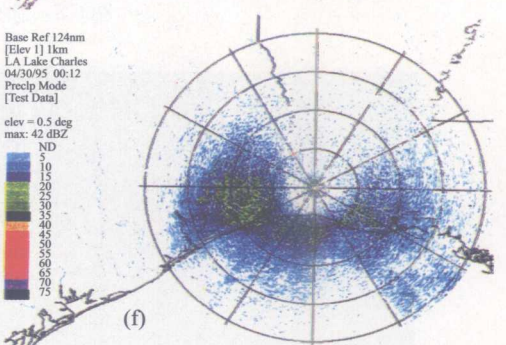 Base Ref 124nm
[Elev 1] 1km
LA Lake Charles
04/30/95 00:12
Precip Mode
[Test Data]
elev = 0.5 deg
max: 42 dBZ
ND
5
10
15
20
25
30
35
40
45
50
55
60
65
70
75
(f)